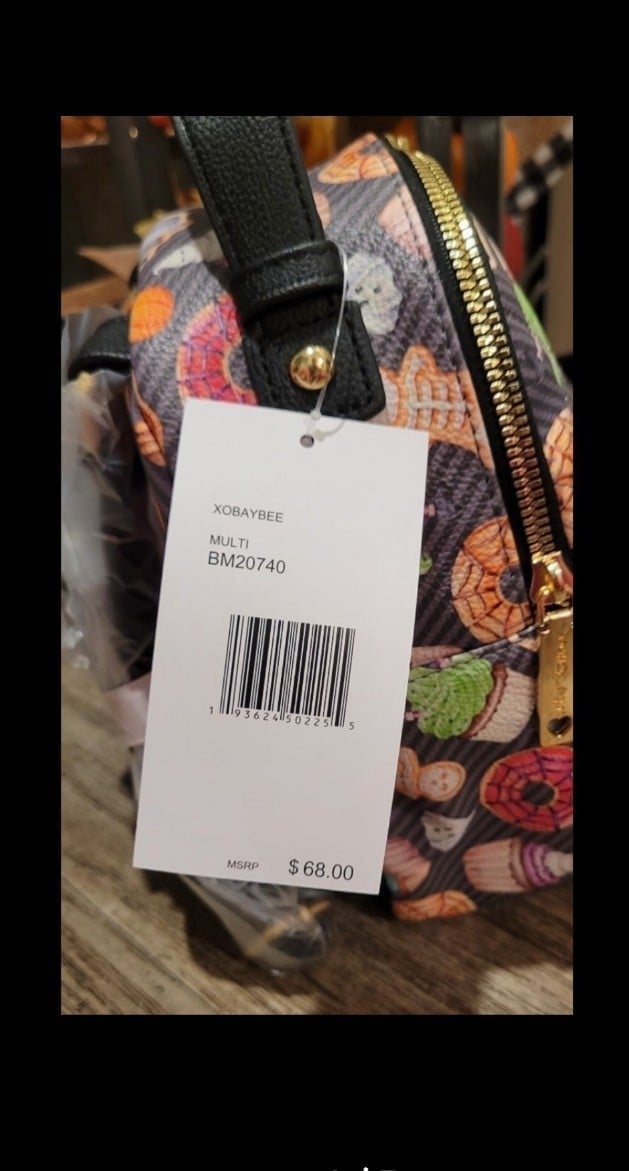 XOBAYBEE
MULTI
BM20740
1 93624 50225 5
MSRP $68.00